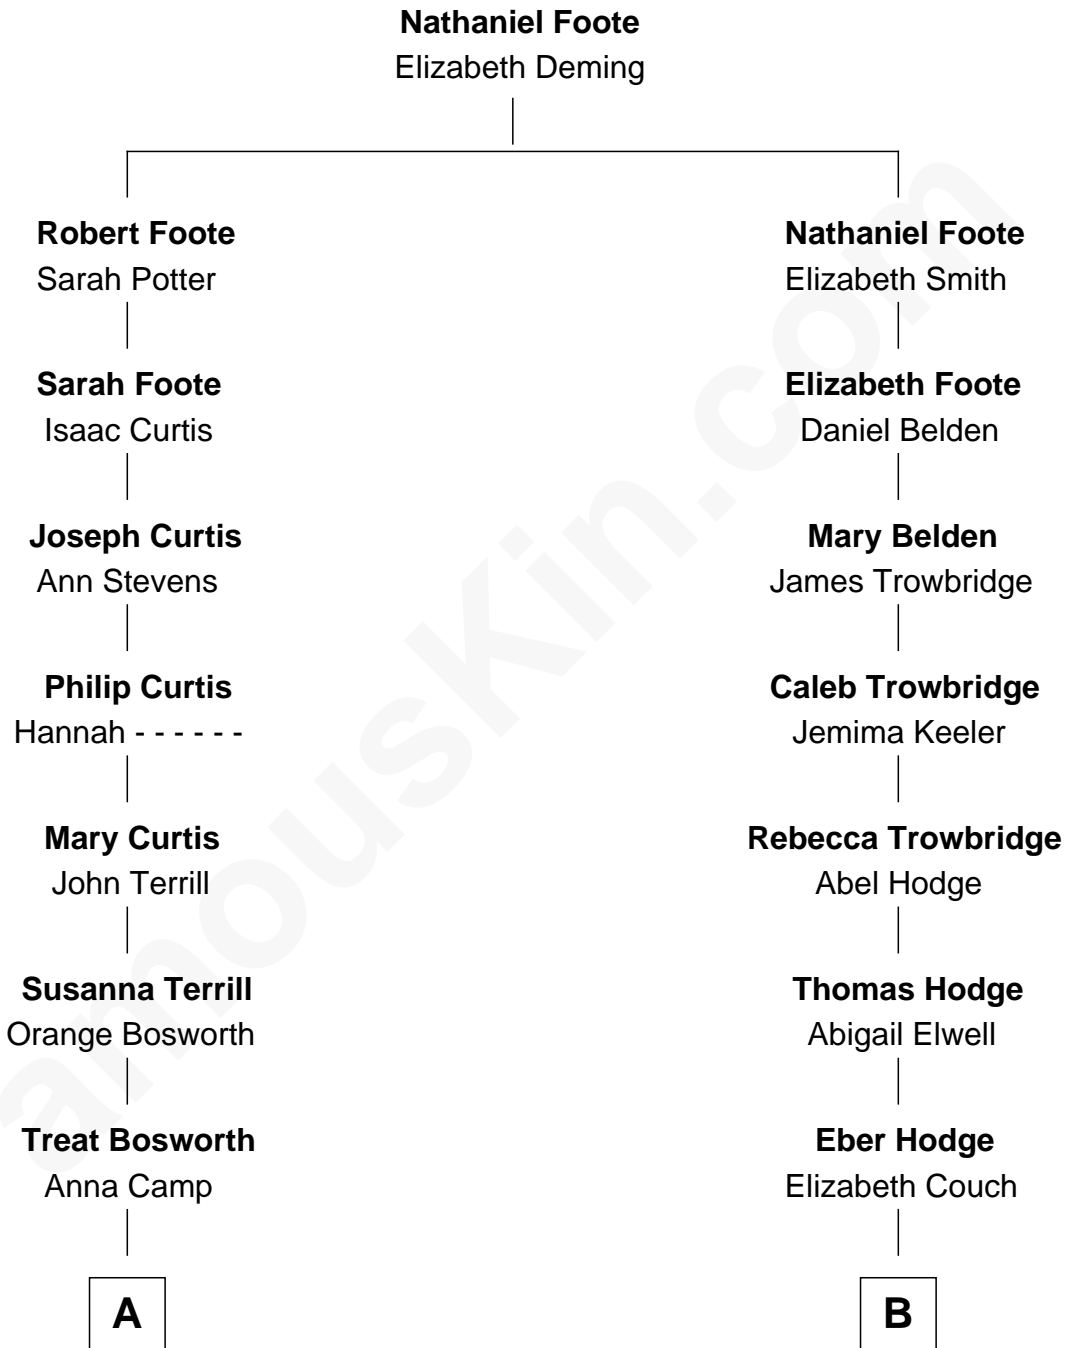 Nathaniel Foote
Elizabeth Deming
Robert Foote
Sarah Potter
Nathaniel Foote
Elizabeth Smith
Sarah Foote
Isaac Curtis
Elizabeth Foote
Daniel Belden
Joseph Curtis
Ann Stevens
Mary Belden
James Trowbridge
Philip Curtis
Hannah - - - - - -
Caleb Trowbridge
Jemima Keeler
Mary Curtis
John Terrill
Rebecca Trowbridge
Abel Hodge
Susanna Terrill
Orange Bosworth
Thomas Hodge
Abigail Elwell
Treat Bosworth
Anna Camp
Eber Hodge
Elizabeth Couch
A
B
amousKin.com